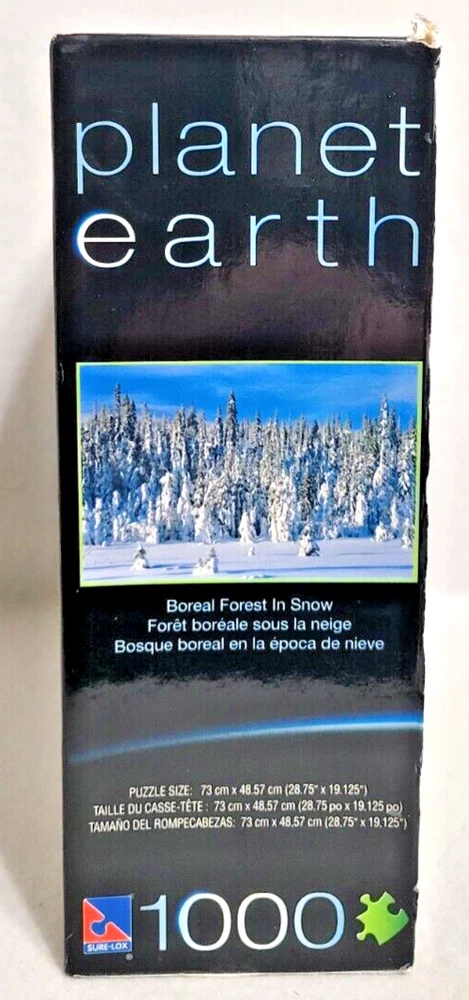 planet
earth
Boreal Forest In Snow
Forêt boréale sous la neige
Bosque boreal en la época de nieve
PUZZLE SIZE: 73 cm x 48.57 cm (28.75" x 19.125")
TAILLE DU CASSE-TÊTE : 73 cm x 48.57 cm (28.75 po x 19.125 po)
TAMAÑO DEL ROMPECABEZAS: 73 cm x 48.57 cm (28.75" x 19.125")
SURE-LOX®
1000